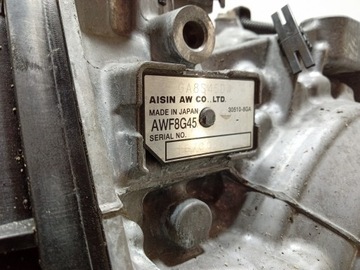 AISIN AW CO.,LTD.
MADE IN JAPAN 30510-8GA
AWF8G45
SERIAL NO.